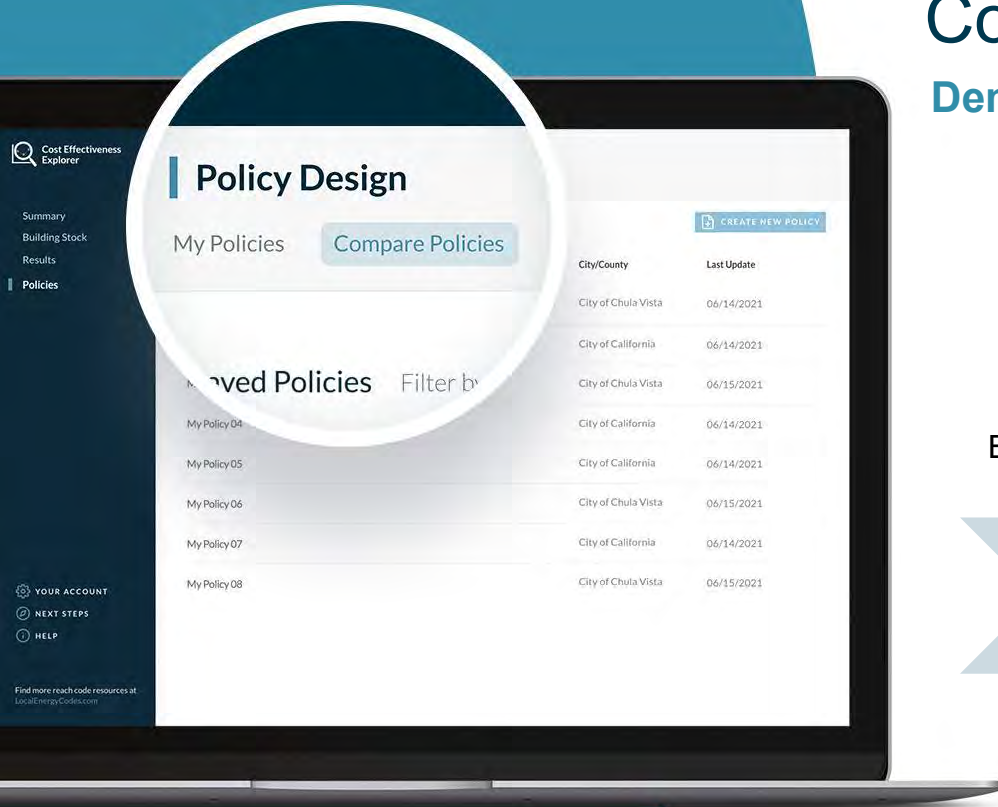 Co
Der
Cost Effectiveness
Explorer
Summary
Building Stock
Results
Policies
YOUR ACCOUNT
NEXT STEPS
HELP
Find more reach code resources at
LocalEnergyCodes.com
Policy Design
My Policies Compare Policies
Saved Policies Filter by
CREATE NEW POLICY
City/County Last Update
City of Chula Vista 06/14/2021
City of California 06/14/2021
City of Chula Vista 06/15/2021
My Policy 04 City of California 06/14/2021
My Policy 05 City of California 06/14/2021
My Policy 06 City of Chula Vista 06/15/2021
My Policy 07 City of California 06/14/2021
My Policy 08 City of Chula Vista 06/15/2021
E